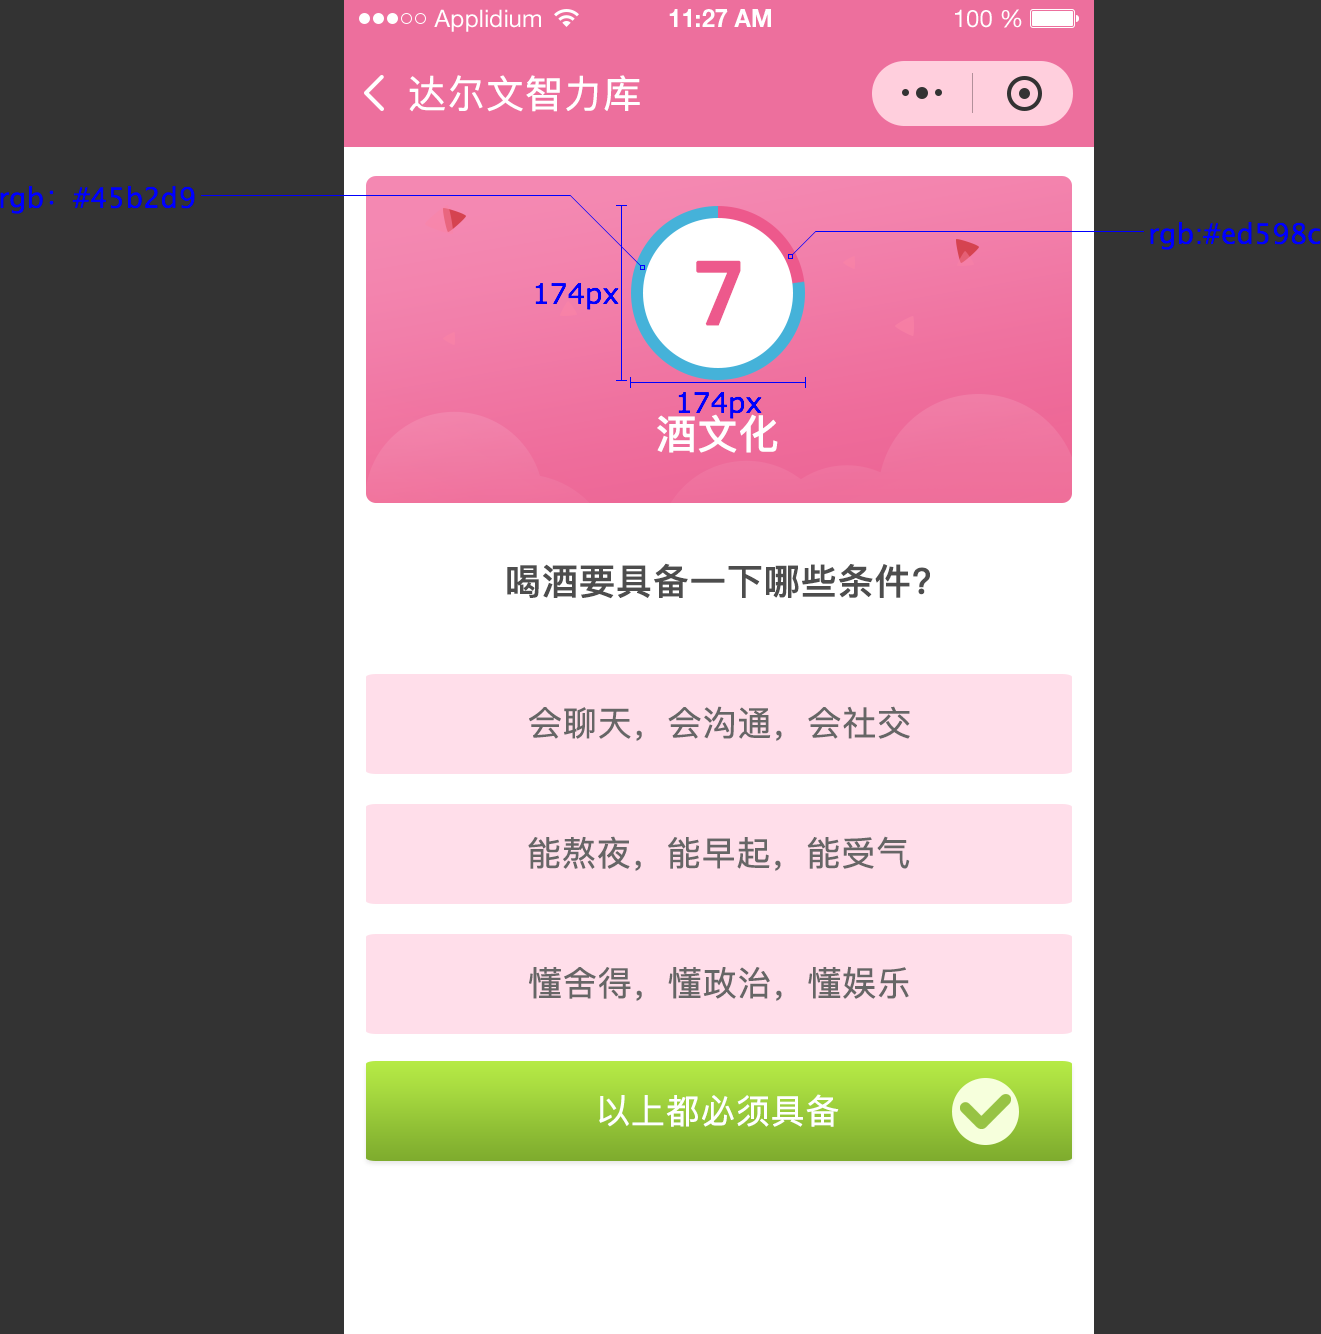 Applidium 11:27 AM 100 %
达尔文智力库
rgb：#45b2d9
rgb:#ed598c
7
174px
174px
酒文化
喝酒要具备一下哪些条件？
会聊天，会沟通，会社交
能熬夜，能早起，能受气
懂舍得，懂政治，懂娱乐
以上都必须具备